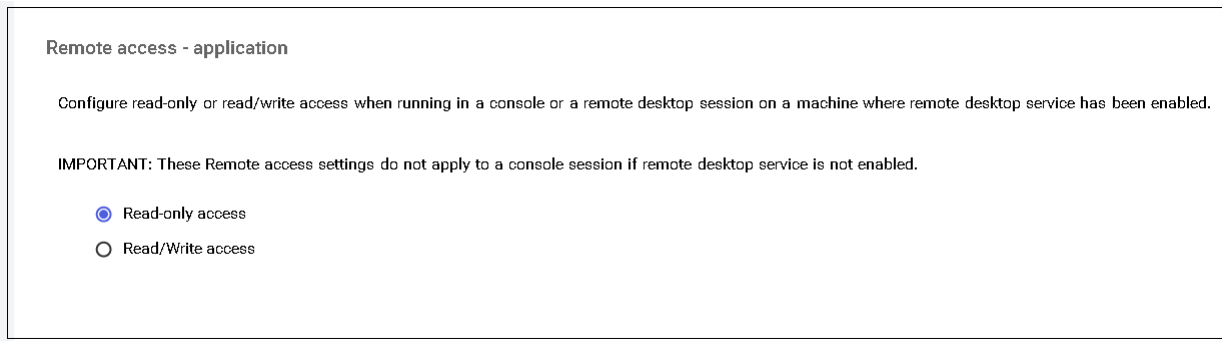 Remote access - application
Configure read-only or read/write access when running in a console or a remote desktop session on a machine where remote desktop service has been enabled.
IMPORTANT: These Remote access settings do not apply to a console session if remote desktop service is not enabled.
Read-only access
Read/Write access